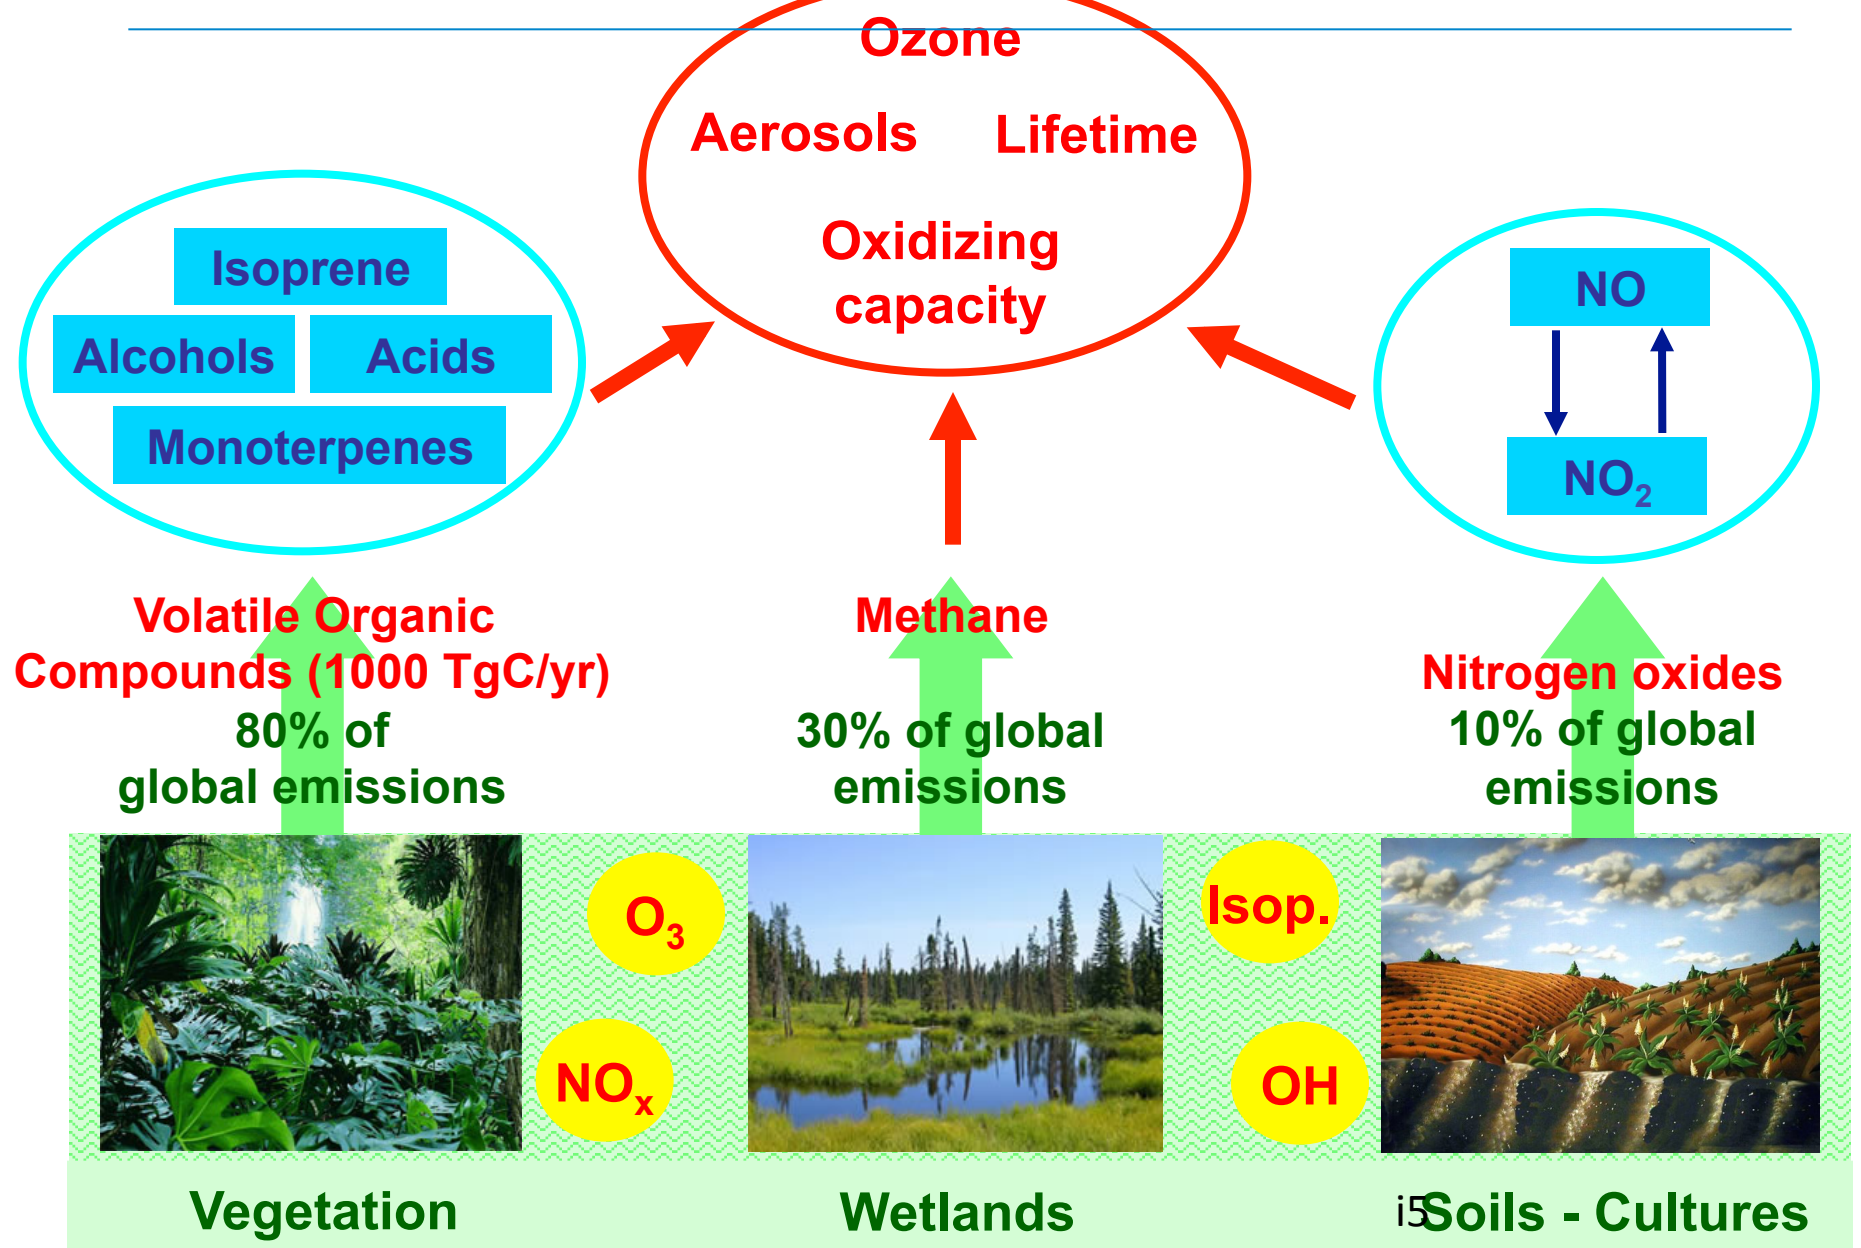 Ozone
Aerosols Lifetime
Oxidizing
capacity
Isoprene
Alcohols Acids
Monoterpenes
NO
NO₂
Volatile Organic
Compounds (1000 TgC/yr)
80% of
global emissions
Methane
30% of global
emissions
Nitrogen oxides
10% of global
emissions
O₃
NOₓ
Isop.
OH
Vegetation
Wetlands
i5
Soils - Cultures